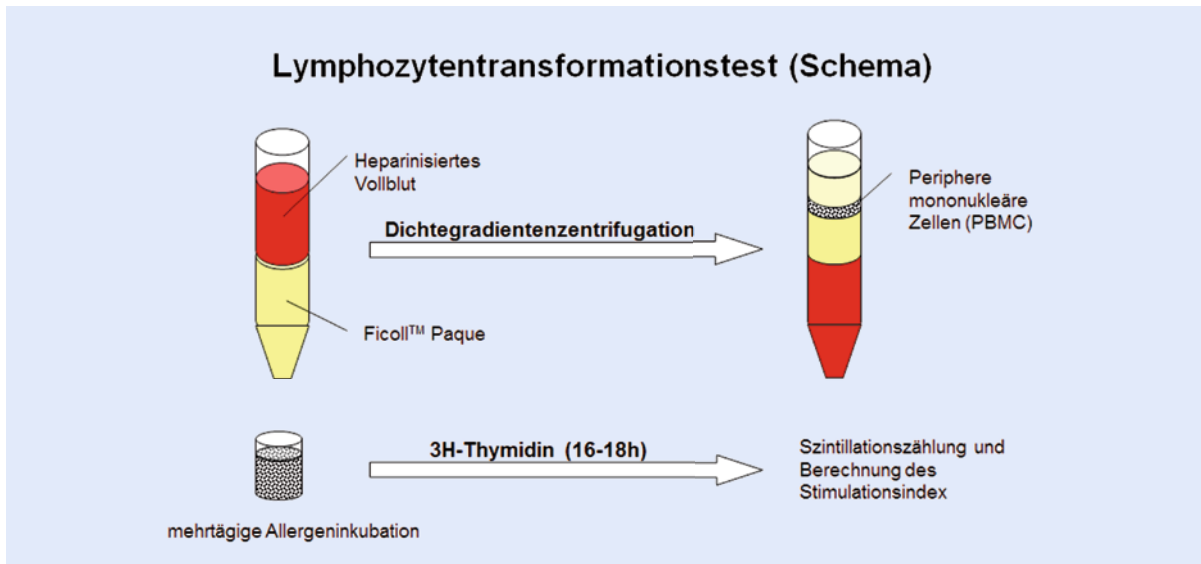 Lymphozytentransformationstest (Schema)
Heparinisiertes
Vollblut
Dichtegradientenzentrifugation
Periphere
mononukleäre
Zellen (PBMC)
Ficoll™ Paque
3H-Thymidin (16-18h)
Szintillationszählung und
Berechnung des
Stimulationsindex
mehrtägige Allergeninkubation